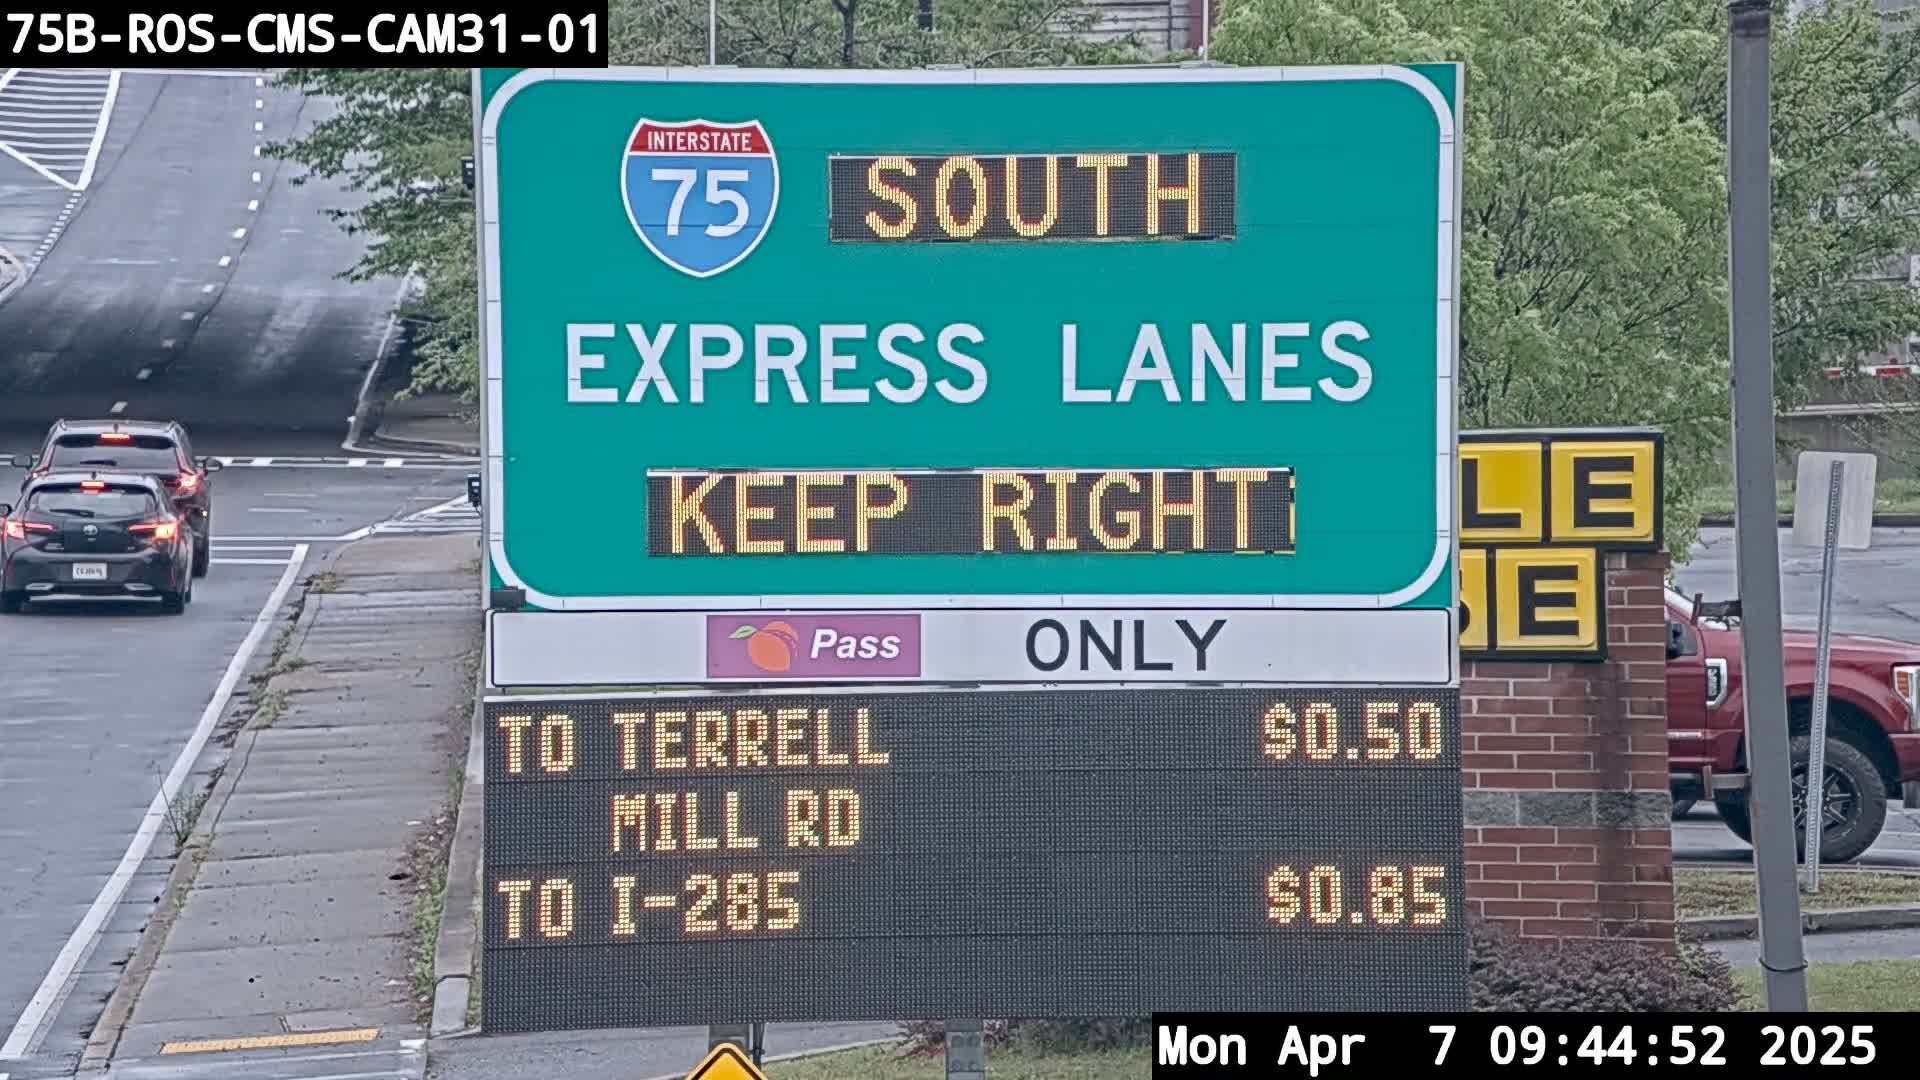 75B-ROS-CMS-CAM31-01
INTERSTATE
75
SOUTH
EXPRESS LANES
KEEP RIGHT
Pass ONLY
TO TERRELL $0.50
MILL RD
TO I-285 $0.85
LE
E
Mon Apr 7 09:44:52 2025